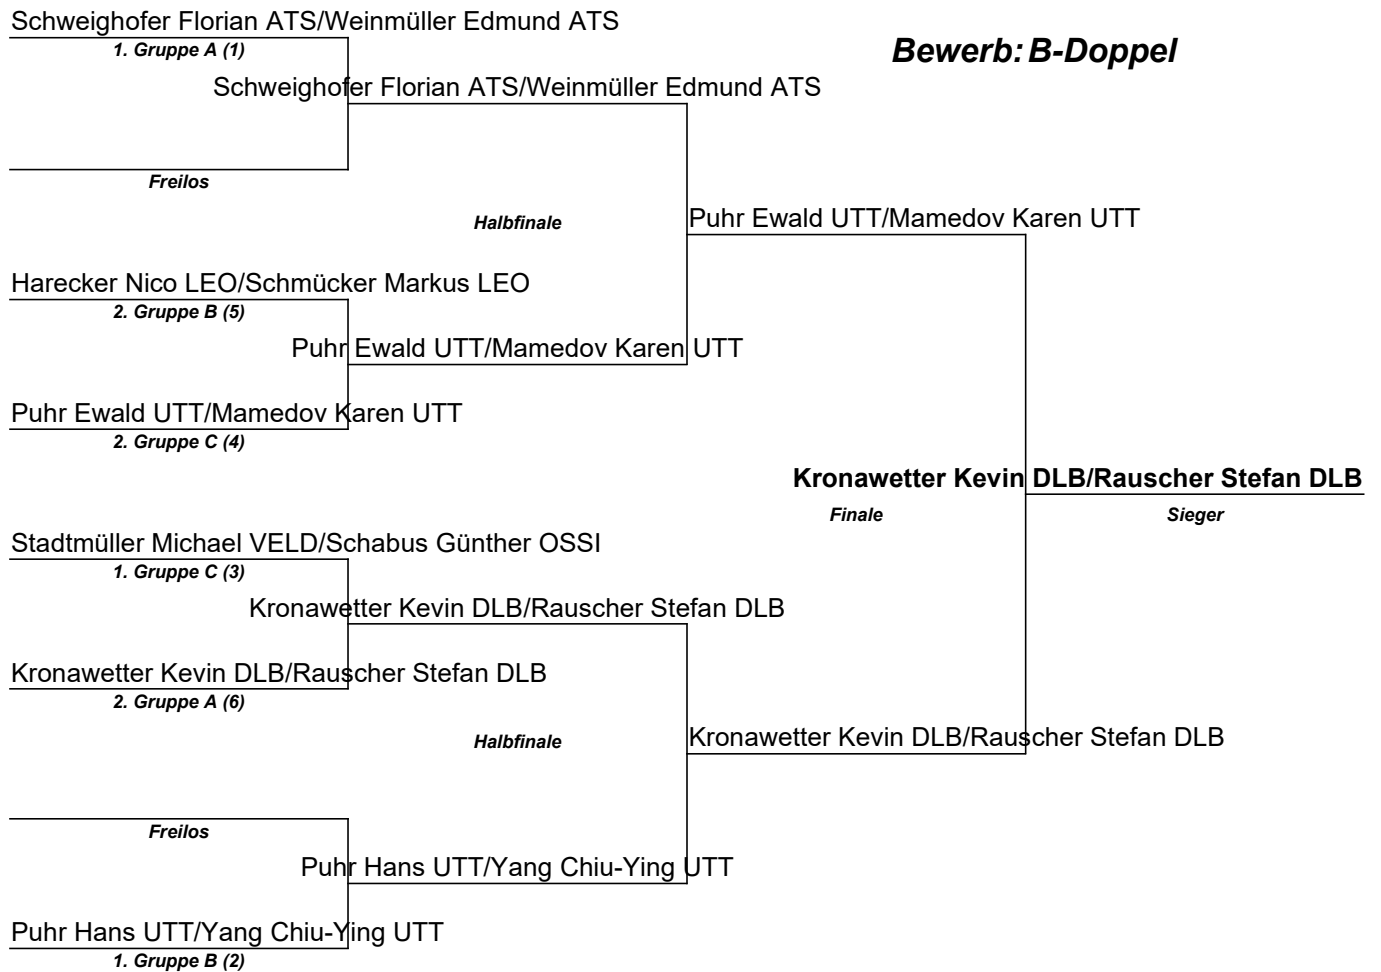 Schweighofer Florian ATS/Weinmüller Edmund ATS
1. Gruppe A (1)
Bewerb: B-Doppel
Schweighofer Florian ATS/Weinmüller Edmund ATS
Freilos
Halbfinale
Puhr Ewald UTT/Mamedov Karen UTT
Harecker Nico LEO/Schmücker Markus LEO
2. Gruppe B (5)
Puhr Ewald UTT/Mamedov Karen UTT
Puhr Ewald UTT/Mamedov Karen UTT
2. Gruppe C (4)
Kronawetter Kevin DLB/Rauscher Stefan DLB
Finale
Sieger
Stadtmüller Michael VELD/Schabus Günther OSSI
1. Gruppe C (3)
Kronawetter Kevin DLB/Rauscher Stefan DLB
Kronawetter Kevin DLB/Rauscher Stefan DLB
2. Gruppe A (6)
Halbfinale
Kronawetter Kevin DLB/Rauscher Stefan DLB
Freilos
Puhr Hans UTT/Yang Chiu-Ying UTT
Puhr Hans UTT/Yang Chiu-Ying UTT
1. Gruppe B (2)